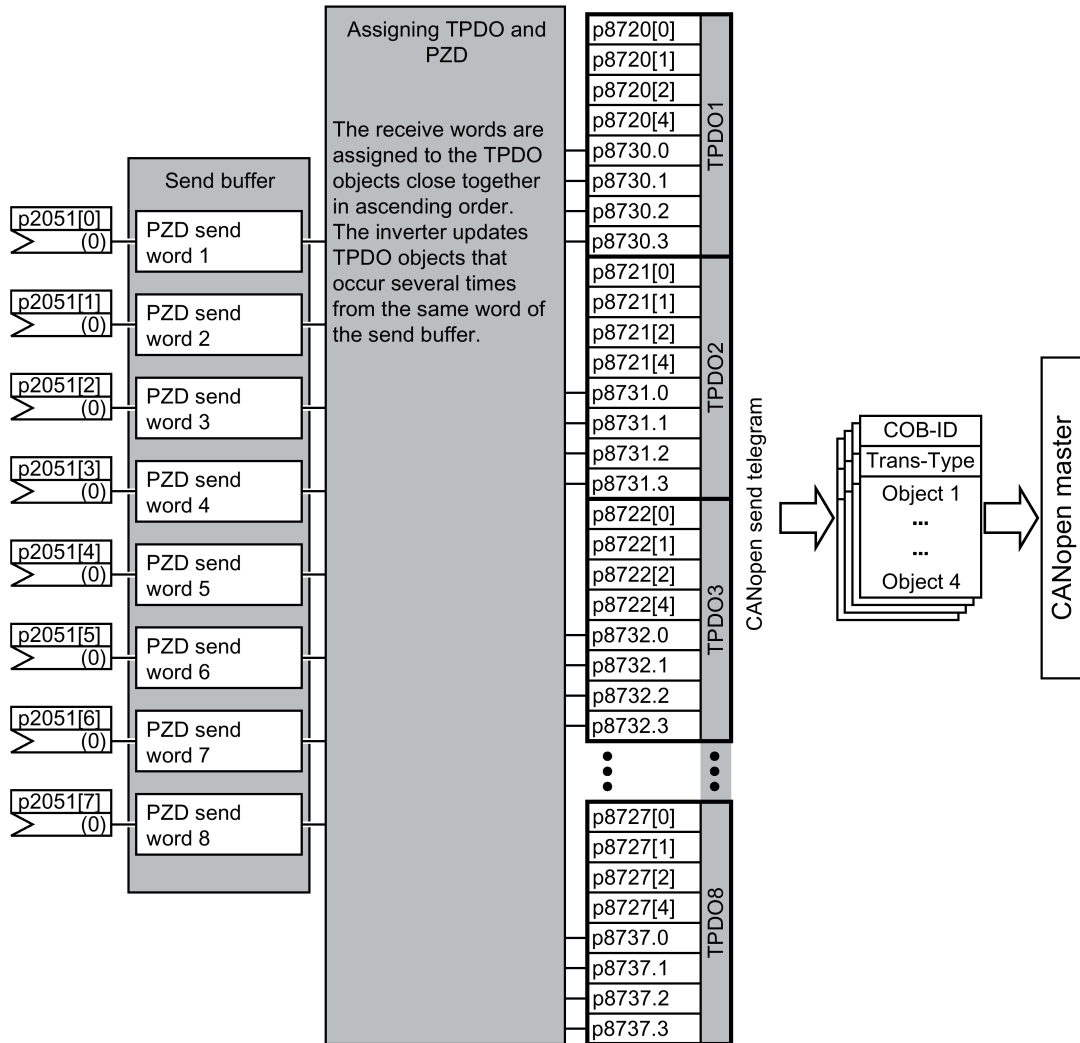 p2051[0]
(0)
p2051[1]
(0)
p2051[2]
(0)
p2051[3]
(0)
p2051[4]
(0)
p2051[5]
(0)
p2051[6]
(0)
p2051[7]
(0)
Send buffer
PZD send
word 1
PZD send
word 2
PZD send
word 3
PZD send
word 4
PZD send
word 5
PZD send
word 6
PZD send
word 7
PZD send
word 8
Assigning TPDO and
PZD
The receive words are
assigned to the TPDO
objects close together
in ascending order.
The inverter updates
TPDO objects that
occur several times
from the same word of
the send buffer.
p8720[0]
p8720[1]
p8720[2]
p8720[4]
p8730.0
p8730.1
p8730.2
p8730.3
TPDO1
p8721[0]
p8721[1]
p8721[2]
p8721[4]
p8731.0
p8731.1
p8731.2
p8731.3
TPDO2
p8722[0]
p8722[1]
p8722[2]
p8722[4]
p8732.0
p8732.1
p8732.2
p8732.3
TPDO3
p8727[0]
p8727[1]
p8727[2]
p8727[4]
p8737.0
p8737.1
p8737.2
p8737.3
TPDO8
CANopen send telegram
COB-ID
Trans-Type
Object 1
...
...
Object 4
CANopen master